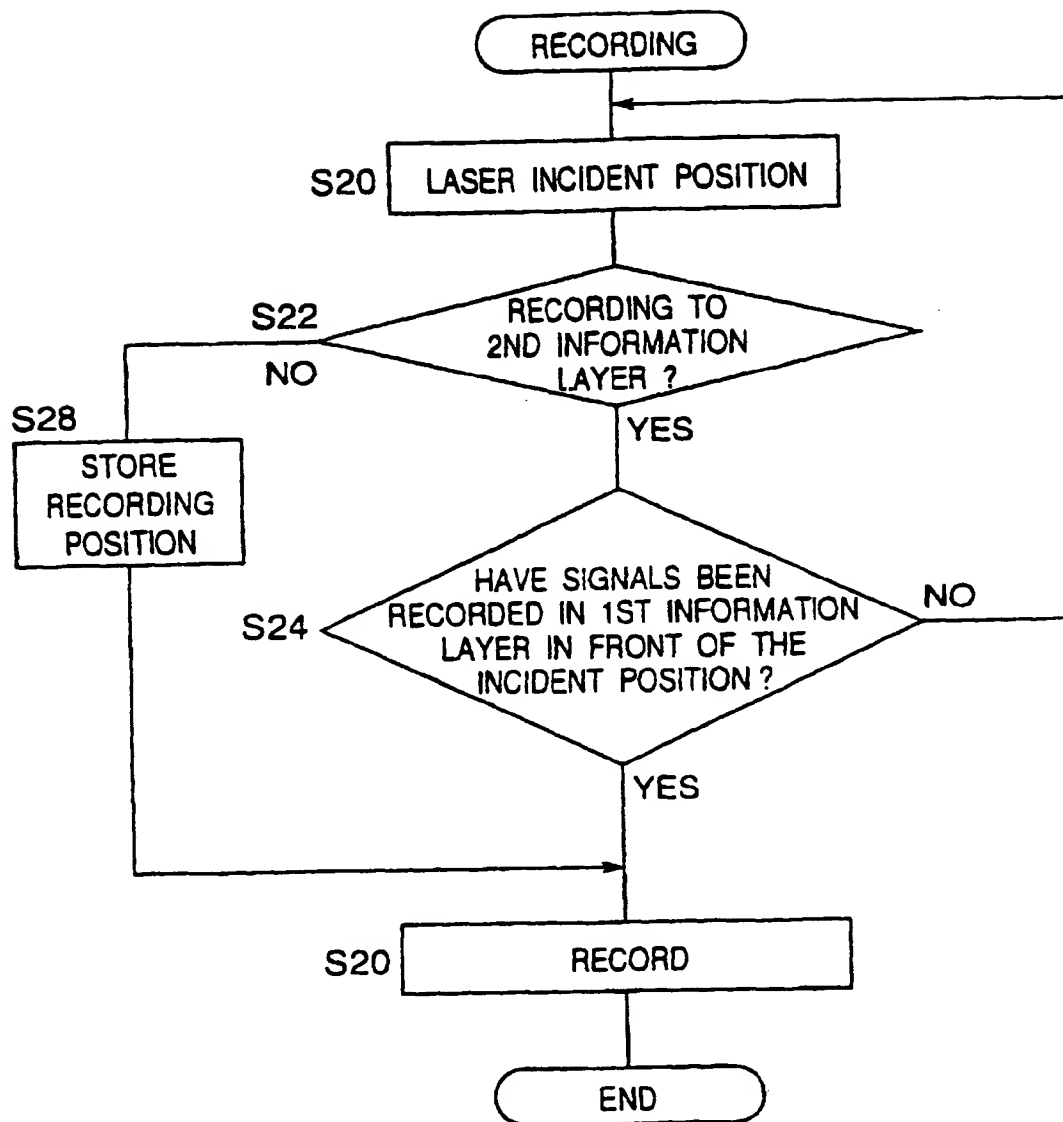 RECORDING
S20
LASER INCIDENT POSITION
S22
RECORDING TO
2ND INFORMATION
LAYER ?
NO
YES
S28
STORE
RECORDING
POSITION
S24
HAVE SIGNALS BEEN
RECORDED IN 1ST INFORMATION
LAYER IN FRONT OF THE
INCIDENT POSITION ?
NO
YES
S20
RECORD
END